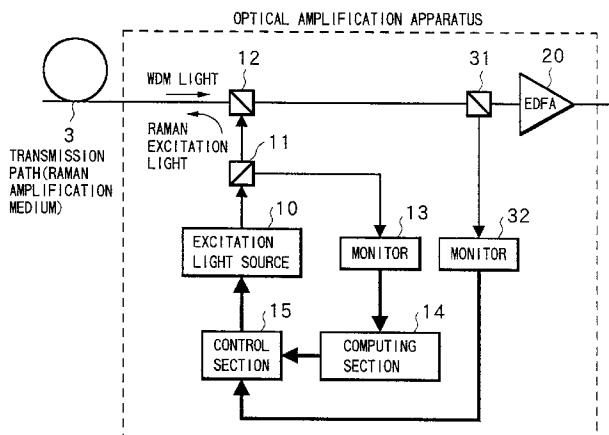 OPTICAL AMPLIFICATION APPARATUS
WDM LIGHT
12
31
20
EDFA
3
TRANSMISSION
PATH(RAMAN
AMPLIFICATION
MEDIUM)
RAMAN
EXCITATION
LIGHT
11
10
EXCITATION
LIGHT SOURCE
13
MONITOR
32
MONITOR
15
CONTROL
SECTION
14
COMPUTING
SECTION